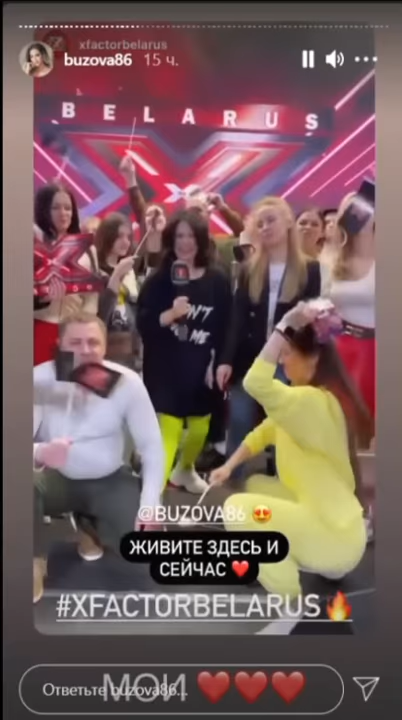 xfactorbelarus
buzova86 15 ч.
BELARUS
@BUZOVA86 😍
ЖИВИТЕ ЗДЕСЬ И
СЕЙЧАС ❤️
#XFACTORBELARUS🔥
Ответьте buzova86...
МОИ ❤️❤️❤️